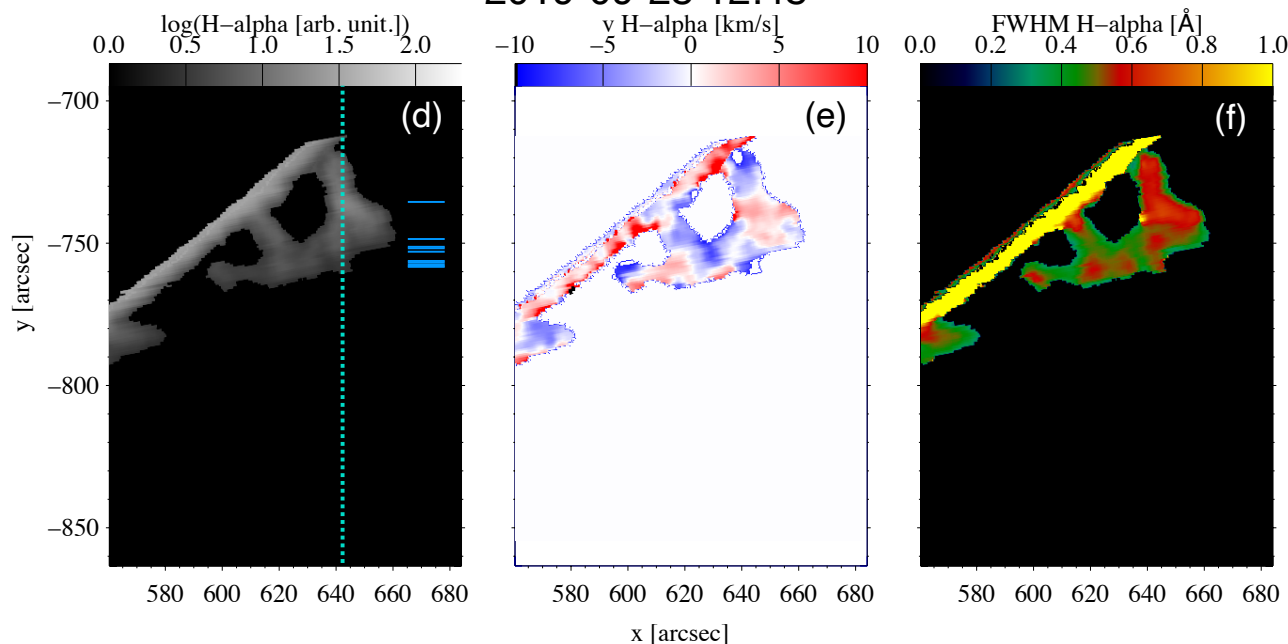 log(H−alpha [arb. unit.])
0.0 0.5 1.0 1.5 2.0
v H−alpha [km/s]
−10 −5 0 5 10
FWHM H−alpha [Å]
0.0 0.2 0.4 0.6 0.8 1.0
(d)
(e)
(f)
−700
−750
−800
−850
y [arcsec]
580 600 620 640 660 680
580 600 620 640 660 680
580 600 620 640 660 680
x [arcsec]